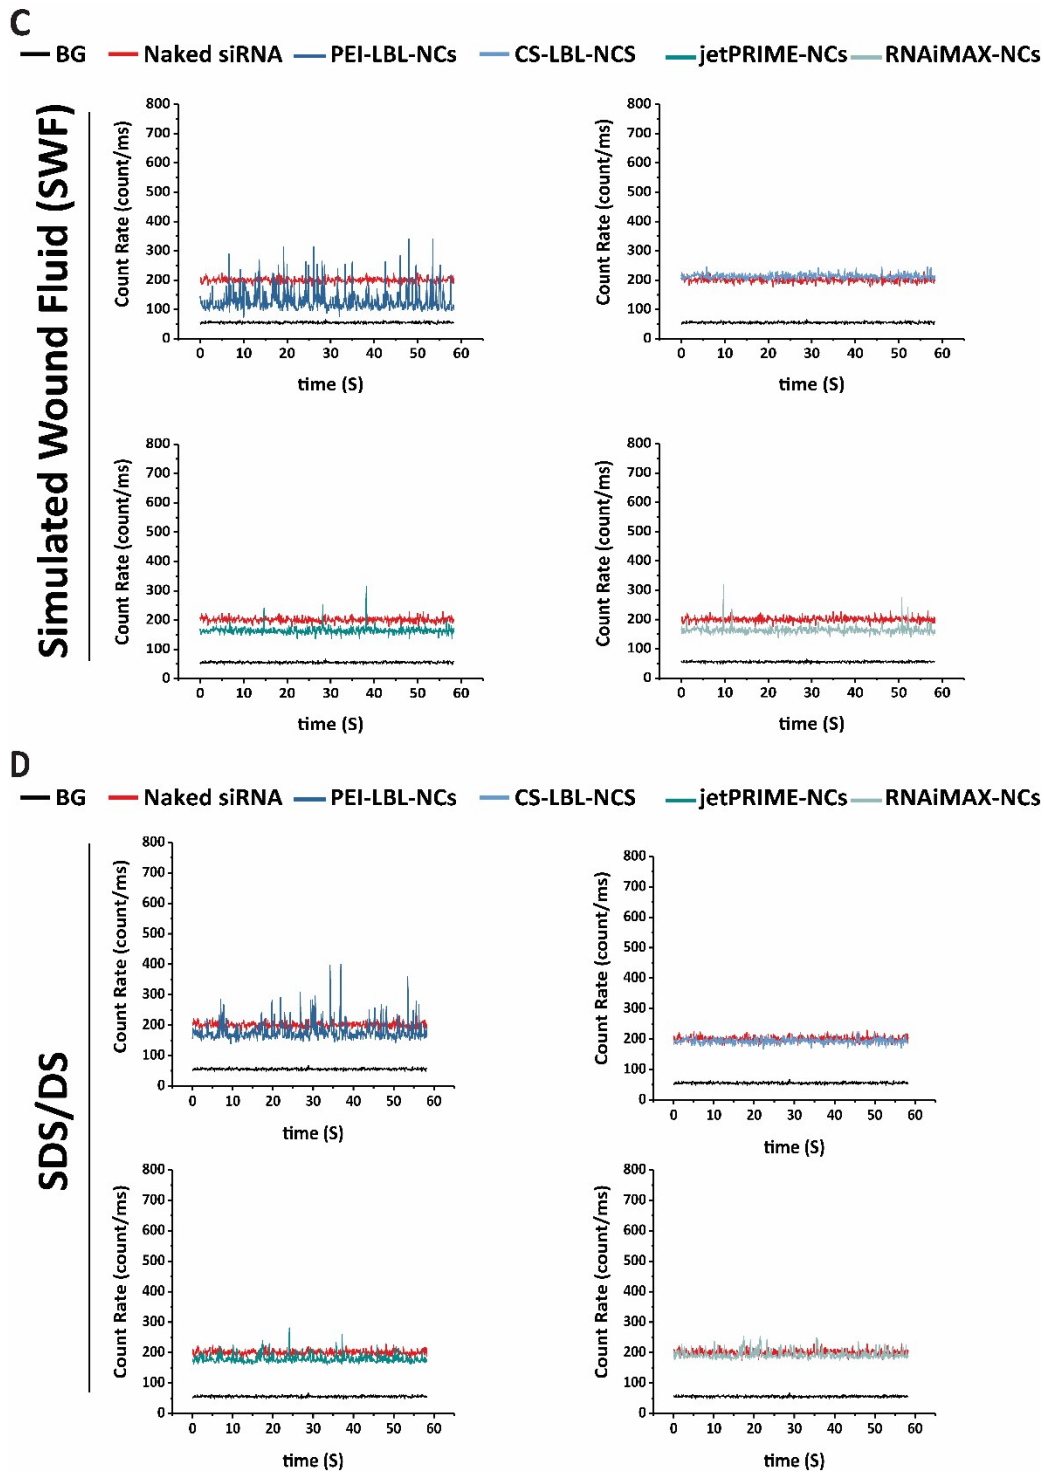 C
BG Naked siRNA PEI-LBL-NCs CS-LBL-NCS jetPRIME-NCs RNAiMAX-NCs
Simulated Wound Fluid (SWF)
Count Rate (count/ms)
800
700
600
500
400
300
200
100
0
0 10 20 30 40 50 60
time (S)
Count Rate (count/ms)
800
700
600
500
400
300
200
100
0
0 10 20 30 40 50 60
time (S)
Count Rate (count/ms)
800
700
600
500
400
300
200
100
0
0 10 20 30 40 50 60
time (S)
Count Rate (count/ms)
800
700
600
500
400
300
200
100
0
0 10 20 30 40 50 60
time (S)
D
BG Naked siRNA PEI-LBL-NCs CS-LBL-NCS jetPRIME-NCs RNAiMAX-NCs
SDS/DS
Count Rate (count/ms)
800
700
600
500
400
300
200
100
0
0 10 20 30 40 50 60
time (S)
Count Rate (count/ms)
800
700
600
500
400
300
200
100
0
0 10 20 30 40 50 60
time (S)
Count Rate (count/ms)
800
700
600
500
400
300
200
100
0
0 10 20 30 40 50 60
time (S)
Count Rate (count/ms)
800
700
600
500
400
300
200
100
0
0 10 20 30 40 50 60
time (S)